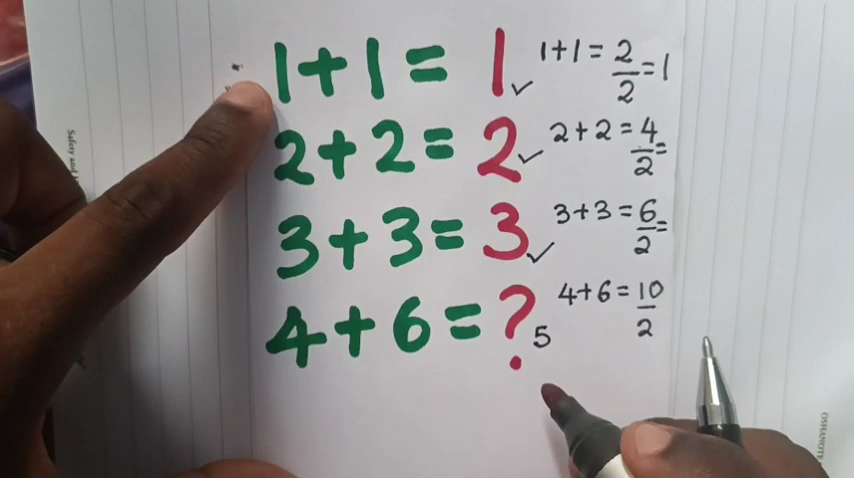 1+1= 1✓ 1+1= 2/2 =1
2+2= 2✓ 2+2= 4/2 =
3+3= 3✓ 3+3= 6/2 =
4+6= ? 5 4+6= 10/2